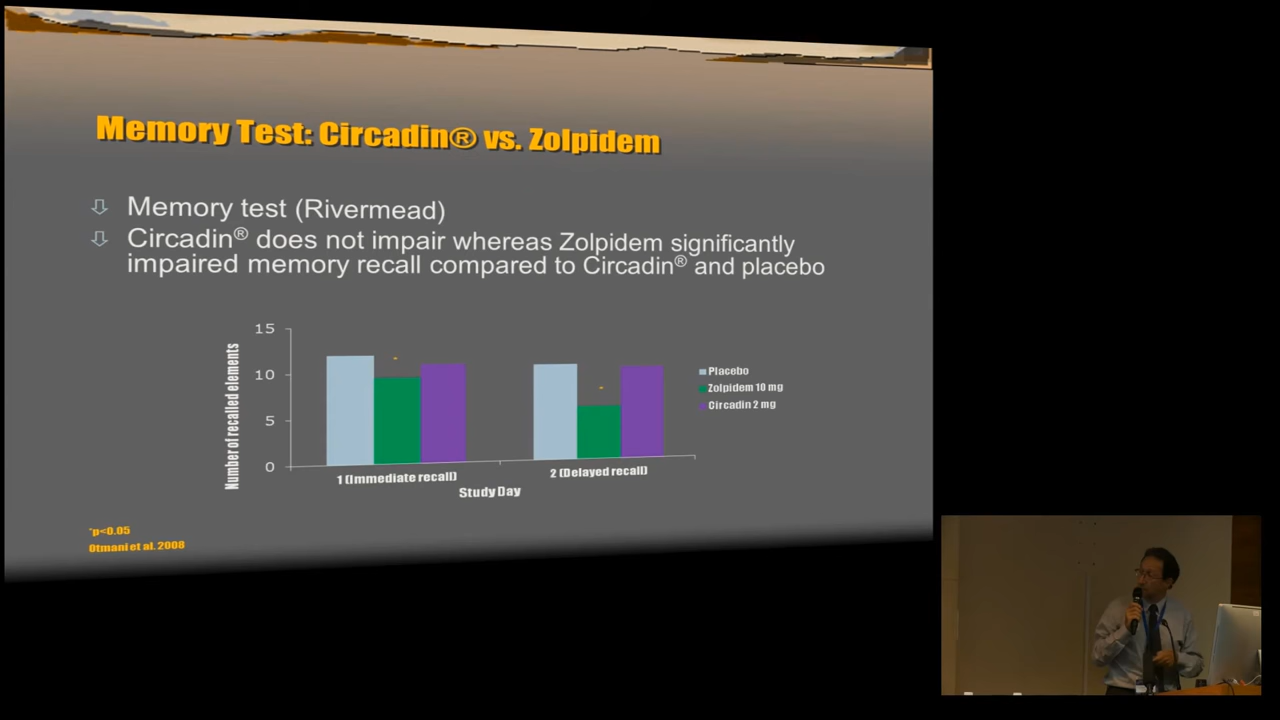 Memory Test: Circadin® vs. Zolpidem
Memory test (Rivermead)
Circadin® does not impair whereas Zolpidem significantly
impaired memory recall compared to Circadin® and placebo
Number of recalled elements
15
10
5
0
*
*
1 (Immediate recall)
2 (Delayed recall)
Study Day
Placebo
Zolpidem 10 mg
Circadin 2 mg
*p<0.05
Otmani et al. 2008